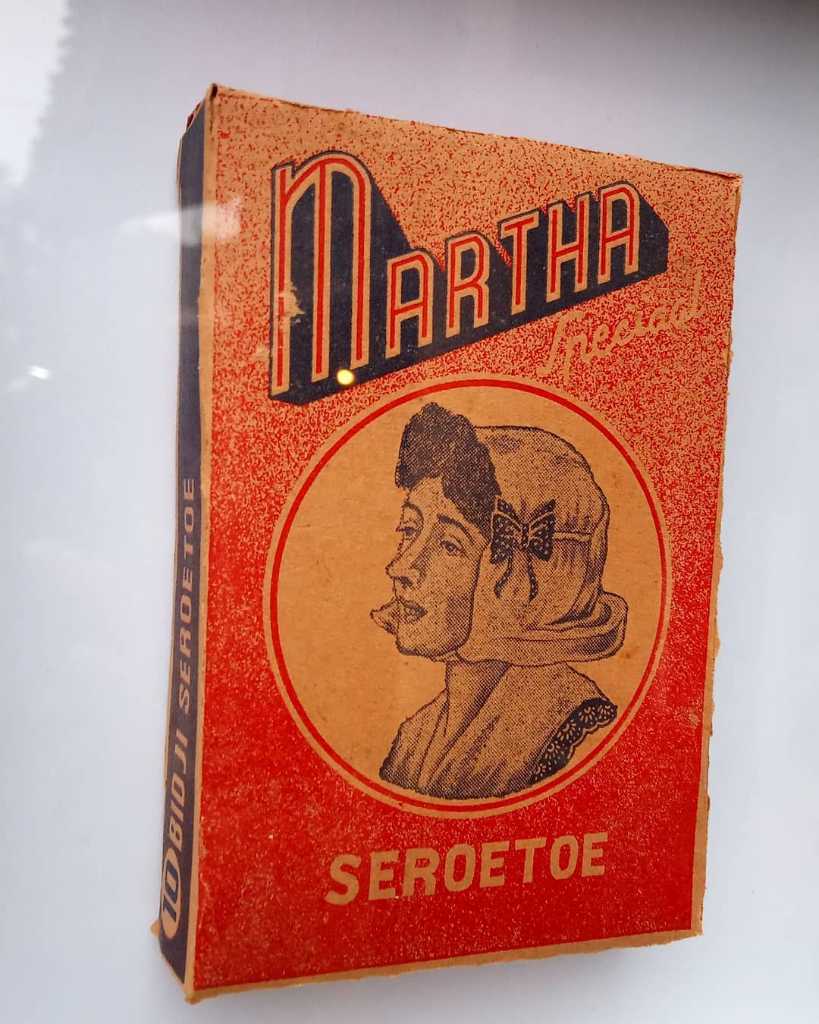 MARTHA
Speciaal
SEROETOE
10 BIDJI SEROETOE